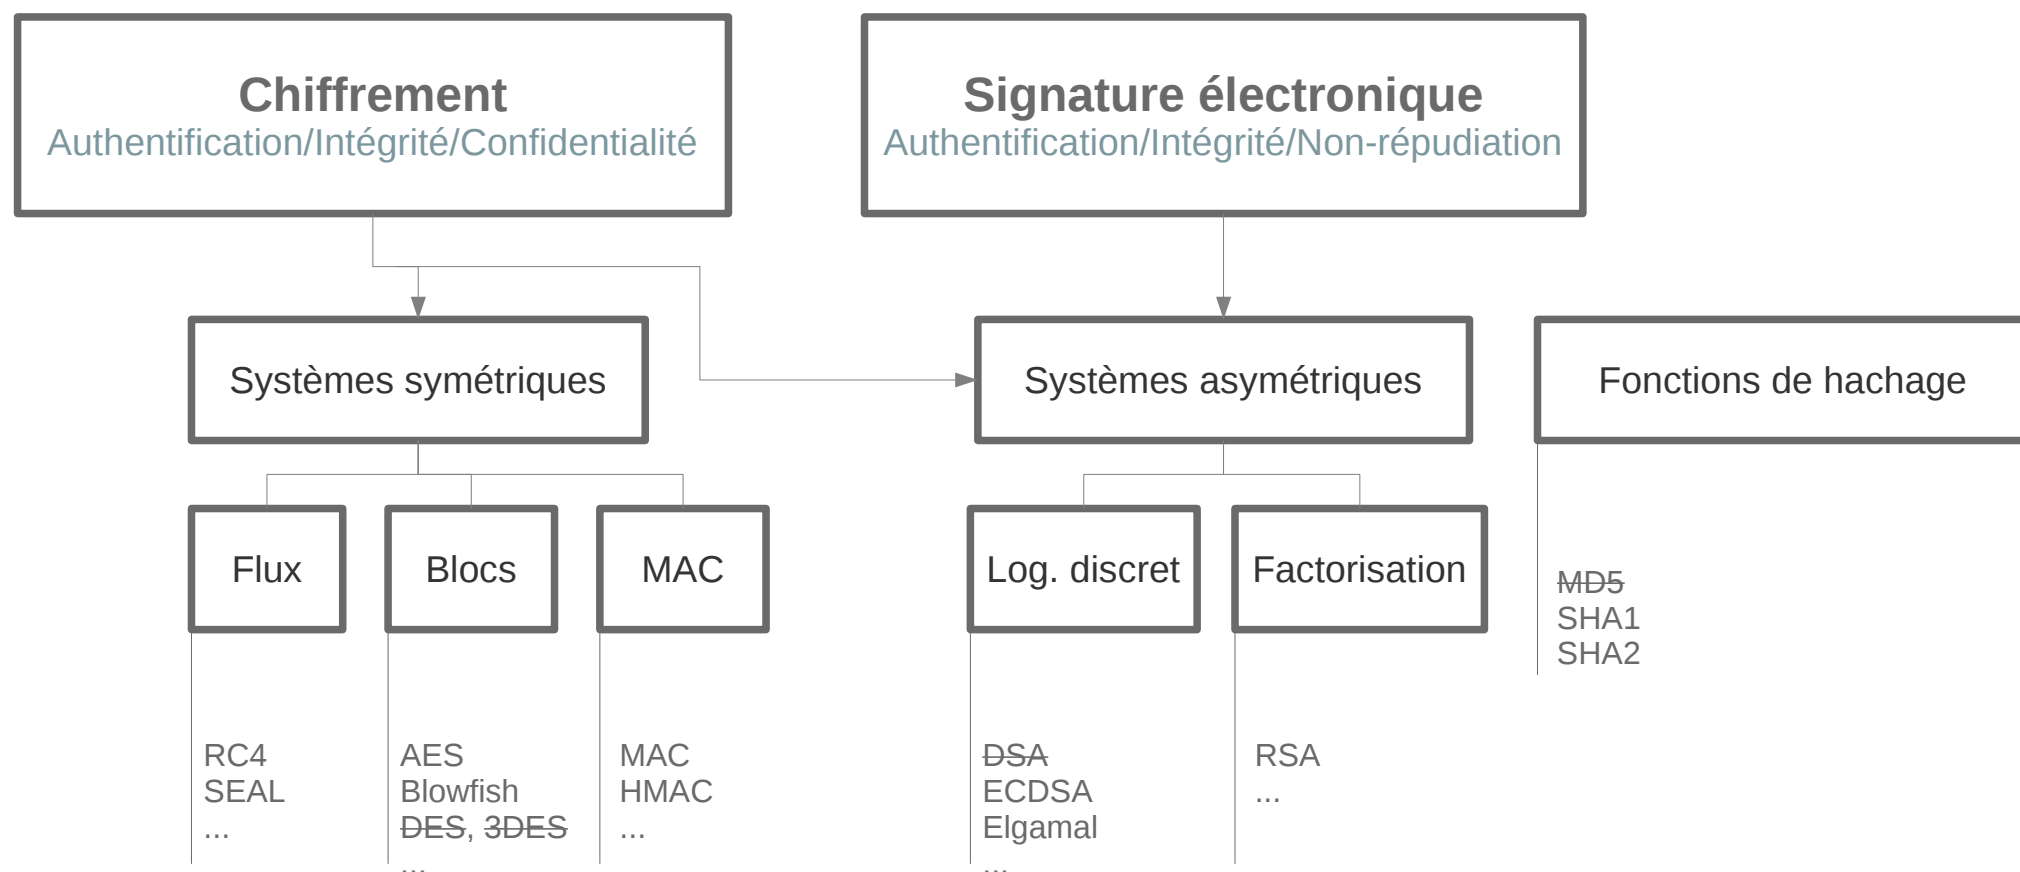 Chiffrement
Authentification/Intégrité/Confidentialité
Signature électronique
Authentification/Intégrité/Non-répudiation
Systèmes symétriques
Systèmes asymétriques
Fonctions de hachage
Flux
Blocs
MAC
Log. discret
Factorisation
MD5
SHA1
SHA2
RC4
SEAL
...
AES
Blowfish
DES, 3DES
...
MAC
HMAC
...
DSA
ECDSA
Elgamal
...
RSA
...